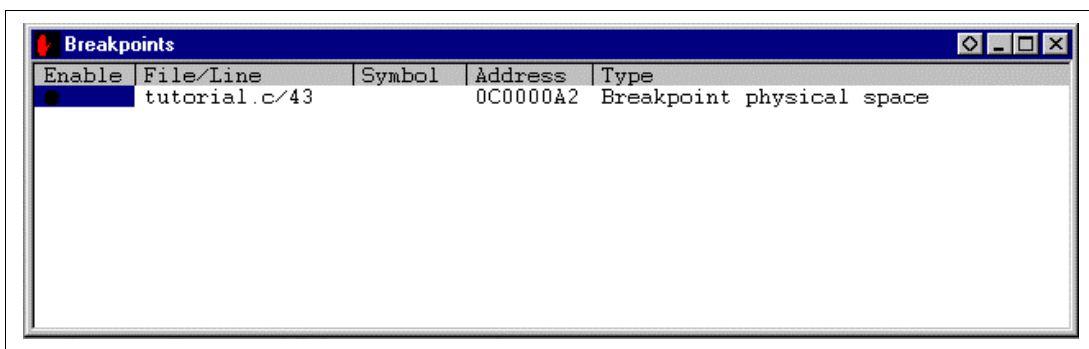 Breakpoints
Enable File/Line Symbol Address Type
tutorial.c/43 0C0000A2 Breakpoint physical space